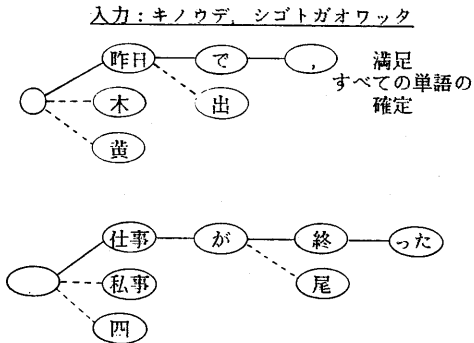 入力：キノウデ，シゴトガオワッタ
昨日 で ， 満足
すべての単語の
木 出 確定
黄
仕事 が 終 った
私事 尾
四